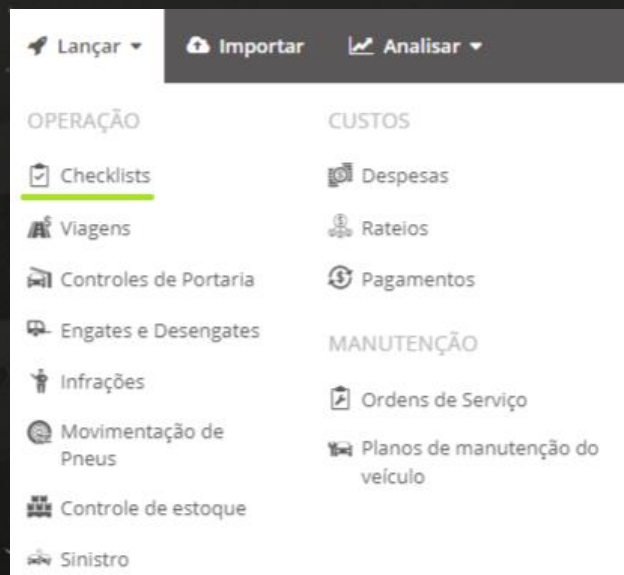 Lançar
Importar
Analisar
OPERAÇÃO
Checklists
Viagens
Controles de Portaria
Engates e Desengates
Infrações
Movimentação de
Pneus
Controle de estoque
Sinistro
CUSTOS
Despesas
Rateios
Pagamentos
MANUTENÇÃO
Ordens de Serviço
Planos de manutenção do
veículo